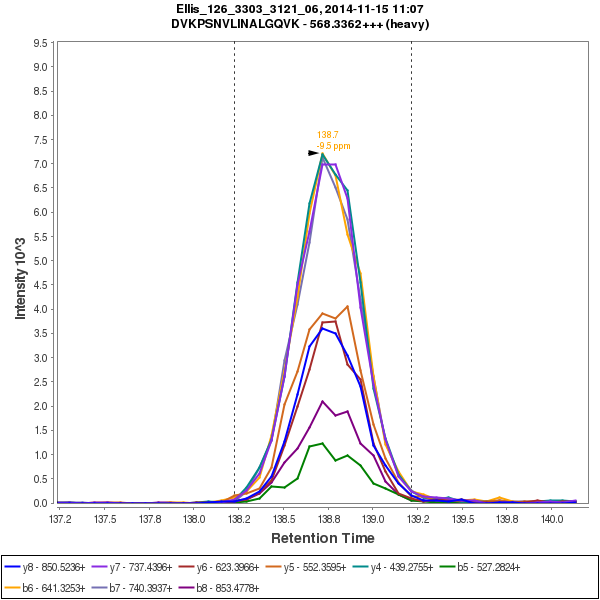 Ellis_126_3303_3121_06, 2014-11-15 11:07
DVKPSNVLINALGQVK - 568.3362+++ (heavy)
9.5
9.0
8.5
8.0
7.5
7.0
6.5
6.0
5.5
5.0
4.5
4.0
3.5
3.0
2.5
2.0
1.5
1.0
0.5
0.0
Intensity 10^3
138.7
-9.5 ppm
137.2 137.5 137.8 138.0 138.2 138.5 138.8 139.0 139.2 139.5 139.8 140.0
Retention Time
y8 - 850.5236+ y7 - 737.4396+ y6 - 623.3966+ y5 - 552.3595+ y4 - 439.2755+ b5 - 527.2824+
b6 - 641.3253+ b7 - 740.3937+ b8 - 853.4778+